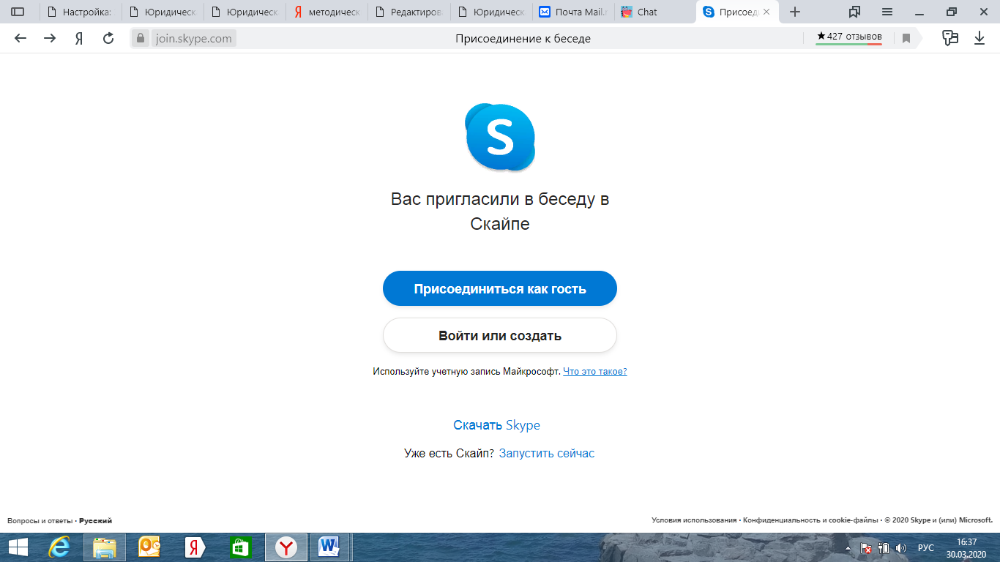 Настройка:
Юридическ
Юридическ
Я методическ
Редактиров
Юридическ
Почта Mail.r
Chat
Присоеди
Я
join.skype.com
Присоединение к беседе
★427 отзывов
S
Вас пригласили в беседу в
Скайпе
Присоединиться как гость
Войти или создать
Используйте учетную запись Майкрософт. Что это такое?
Скачать Skype
Уже есть Скайп? Запустить сейчас
Вопросы и ответы · Русский
Условия использования · Конфиденциальность и cookie-файлы · © 2020 Skype и (или) Microsoft.
РУС
16:37
30.03.2020